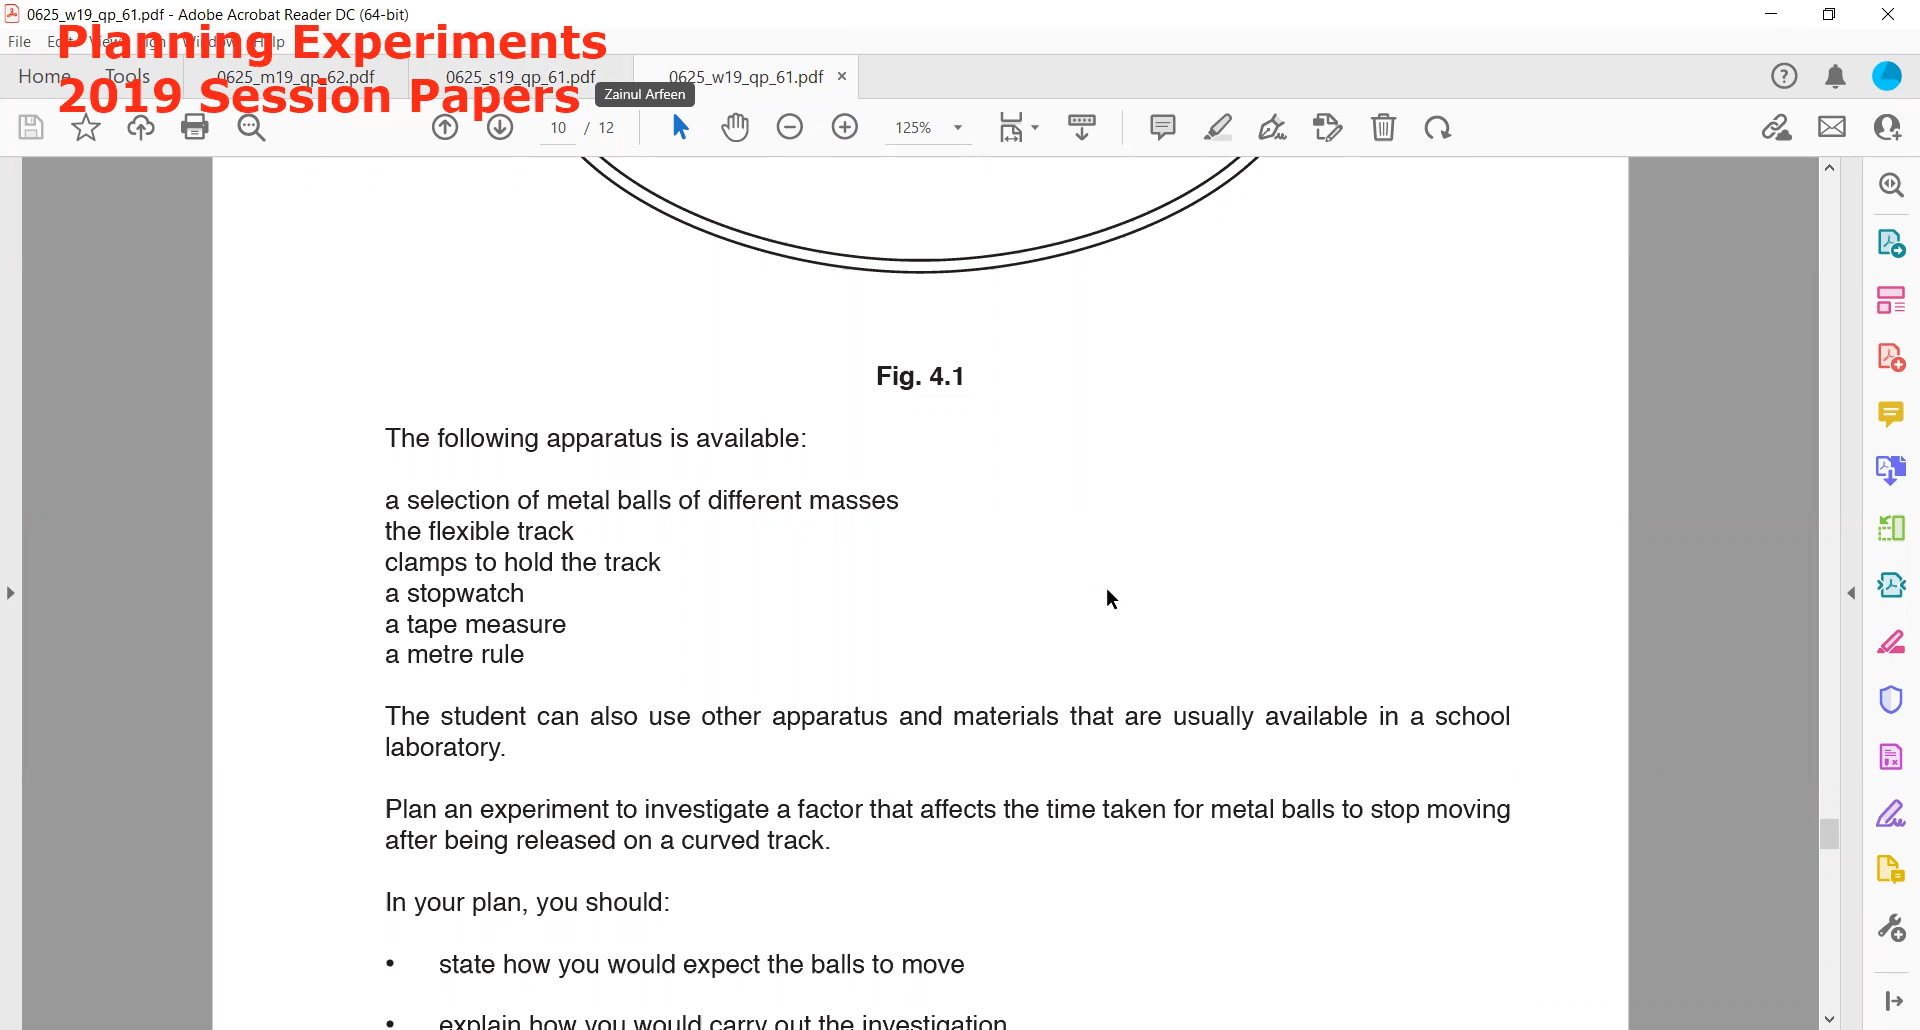 0625_w19_qp_61.pdf - Adobe Acrobat Reader DC (64-bit)
Planning Experiments
File Edit View Sign Window Help
Home Tools 0625_m19_qp_62.pdf 0625_s19_qp_61.pdf 0625_w19_qp_61.pdf
2019 Session Papers
Zainul Arfeen
10 / 12 125%
Fig. 4.1
The following apparatus is available:
a selection of metal balls of different masses
the flexible track
clamps to hold the track
a stopwatch
a tape measure
a metre rule
The student can also use other apparatus and materials that are usually available in a school
laboratory.
Plan an experiment to investigate a factor that affects the time taken for metal balls to stop moving
after being released on a curved track.
In your plan, you should:
• state how you would expect the balls to move
• explain how you would carry out the investigation